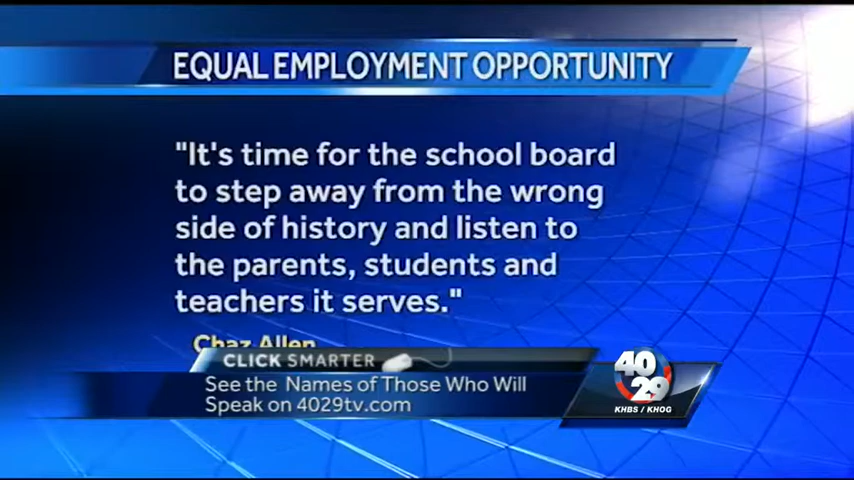 EQUAL EMPLOYMENT OPPORTUNITY
"It's time for the school board
to step away from the wrong
side of history and listen to
the parents, students and
teachers it serves."
Chaz Allen
CLICK SMARTER
See the Names of Those Who Will
Speak on 4029tv.com
40
29
KHBS / KHOG